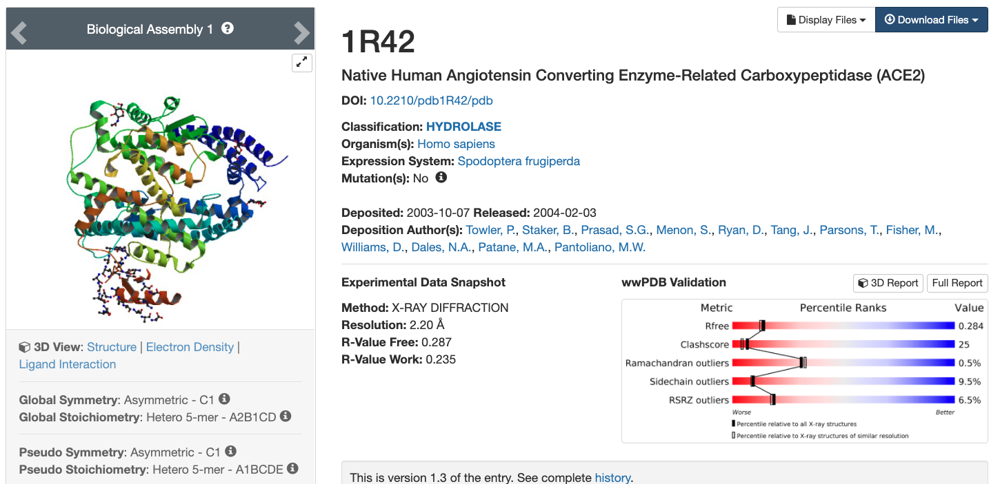 Biological Assembly 1
3D View: Structure | Electron Density |
Ligand Interaction
Global Symmetry: Asymmetric - C1
Global Stoichiometry: Hetero 5-mer - A2B1CD
Pseudo Symmetry: Asymmetric - C1
Pseudo Stoichiometry: Hetero 5-mer - A1BCDE
Display Files
Download Files
1R42
Native Human Angiotensin Converting Enzyme-Related Carboxypeptidase (ACE2)
DOI: 10.2210/pdb1R42/pdb
Classification: HYDROLASE
Organism(s): Homo sapiens
Expression System: Spodoptera frugiperda
Mutation(s): No
Deposited: 2003-10-07 Released: 2004-02-03
Deposition Author(s): Towler, P., Staker, B., Prasad, S.G., Menon, S., Ryan, D., Tang, J., Parsons, T., Fisher, M.,
Williams, D., Dales, N.A., Patane, M.A., Pantoliano, M.W.
Experimental Data Snapshot
Method: X-RAY DIFFRACTION
Resolution: 2.20 Å
R-Value Free: 0.287
R-Value Work: 0.235
wwPDB Validation
3D Report
Full Report
Metric Percentile Ranks Value
Rfree 0.284
Clashscore 25
Ramachandran outliers 0.5%
Sidechain outliers 9.5%
RSRZ outliers 6.5%
Worse Better
Percentile relative to all X-ray structures
Percentile relative to X-ray structures of similar resolution
This is version 1.3 of the entry. See complete history.